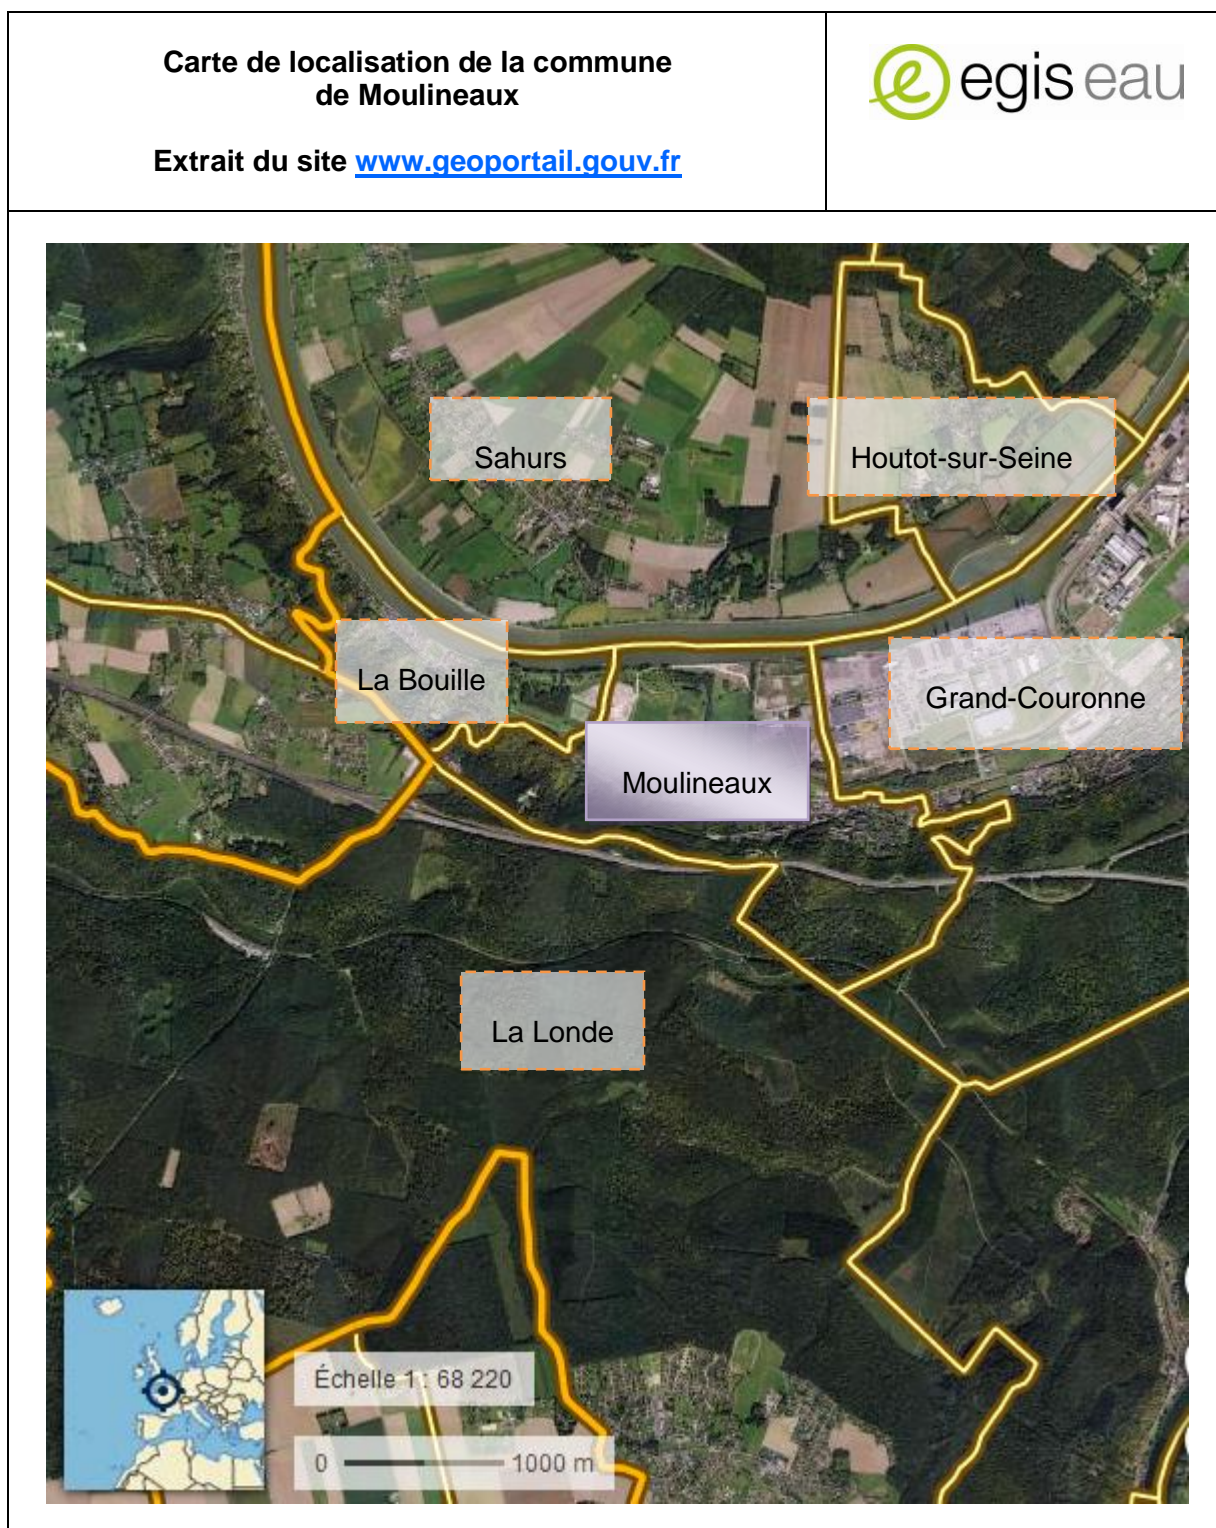 Carte de localisation de la commune
de Moulineaux
Extrait du site www.geoportail.gouv.fr
egis eau
Sahurs
Houtot-sur-Seine
La Bouille
Grand-Couronne
Moulineaux
La Londe
Échelle 1 : 68 220
0 1000 m